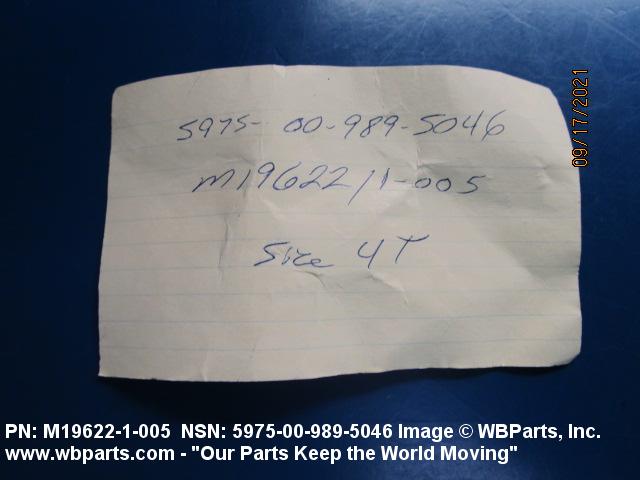 09/17/2021
5975- 00-989-5046
M19622/1-005
Size 4T
PN: M19622-1-005 NSN: 5975-00-989-5046 Image © WBParts, Inc.
www.wbparts.com - "Our Parts Keep the World Moving"